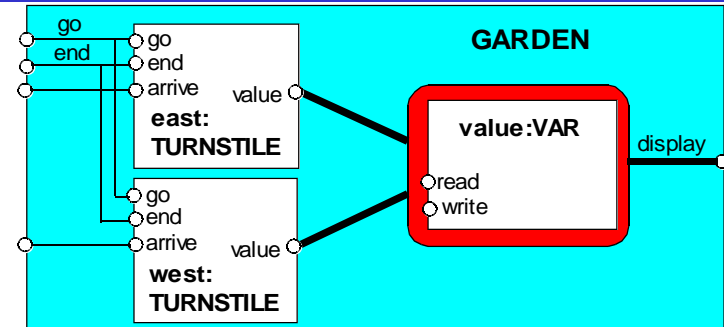 go
end
GARDEN
go
end
arrive
value
east:
TURNSTILE
value:VAR
display
read
write
go
end
arrive
value
west:
TURNSTILE